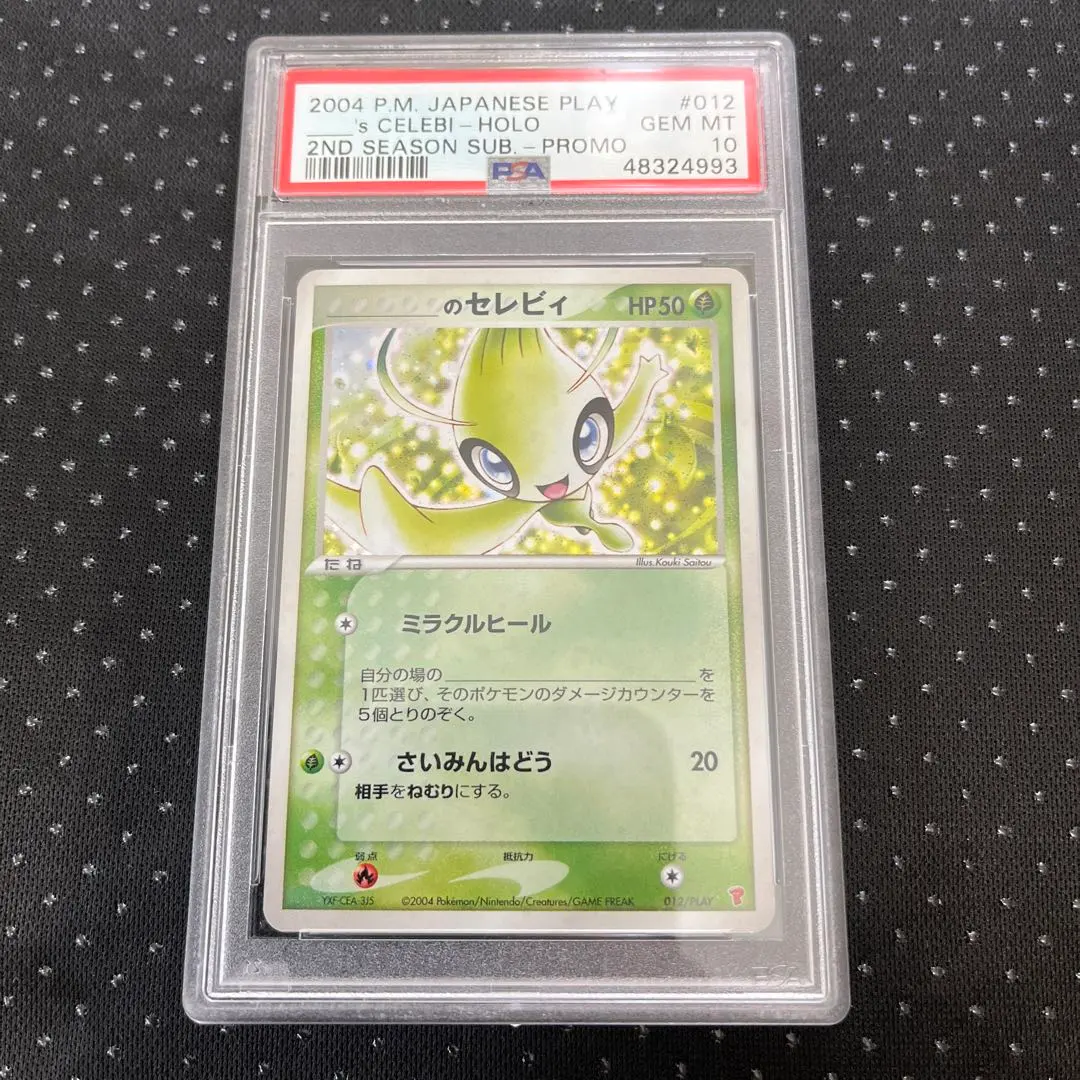 2004 P.M. JAPANESE PLAY #012
____'s CELEBI - HOLO GEM MT
2ND SEASON SUB. - PROMO 10
PSA 48324993
________のセレビィ HP50
たね Illus. Kouki Saitou
ミラクルヒール
自分の場の____________________を
1匹選び、そのポケモンのダメージカウンターを
5個とりのぞく。
さいみんはどう 20
相手をねむりにする。
弱点 抵抗力 にげる
YXF-CEA-3J5 ©2004 Pokémon/Nintendo/Creatures/GAME FREAK 012/PLAY
PSA